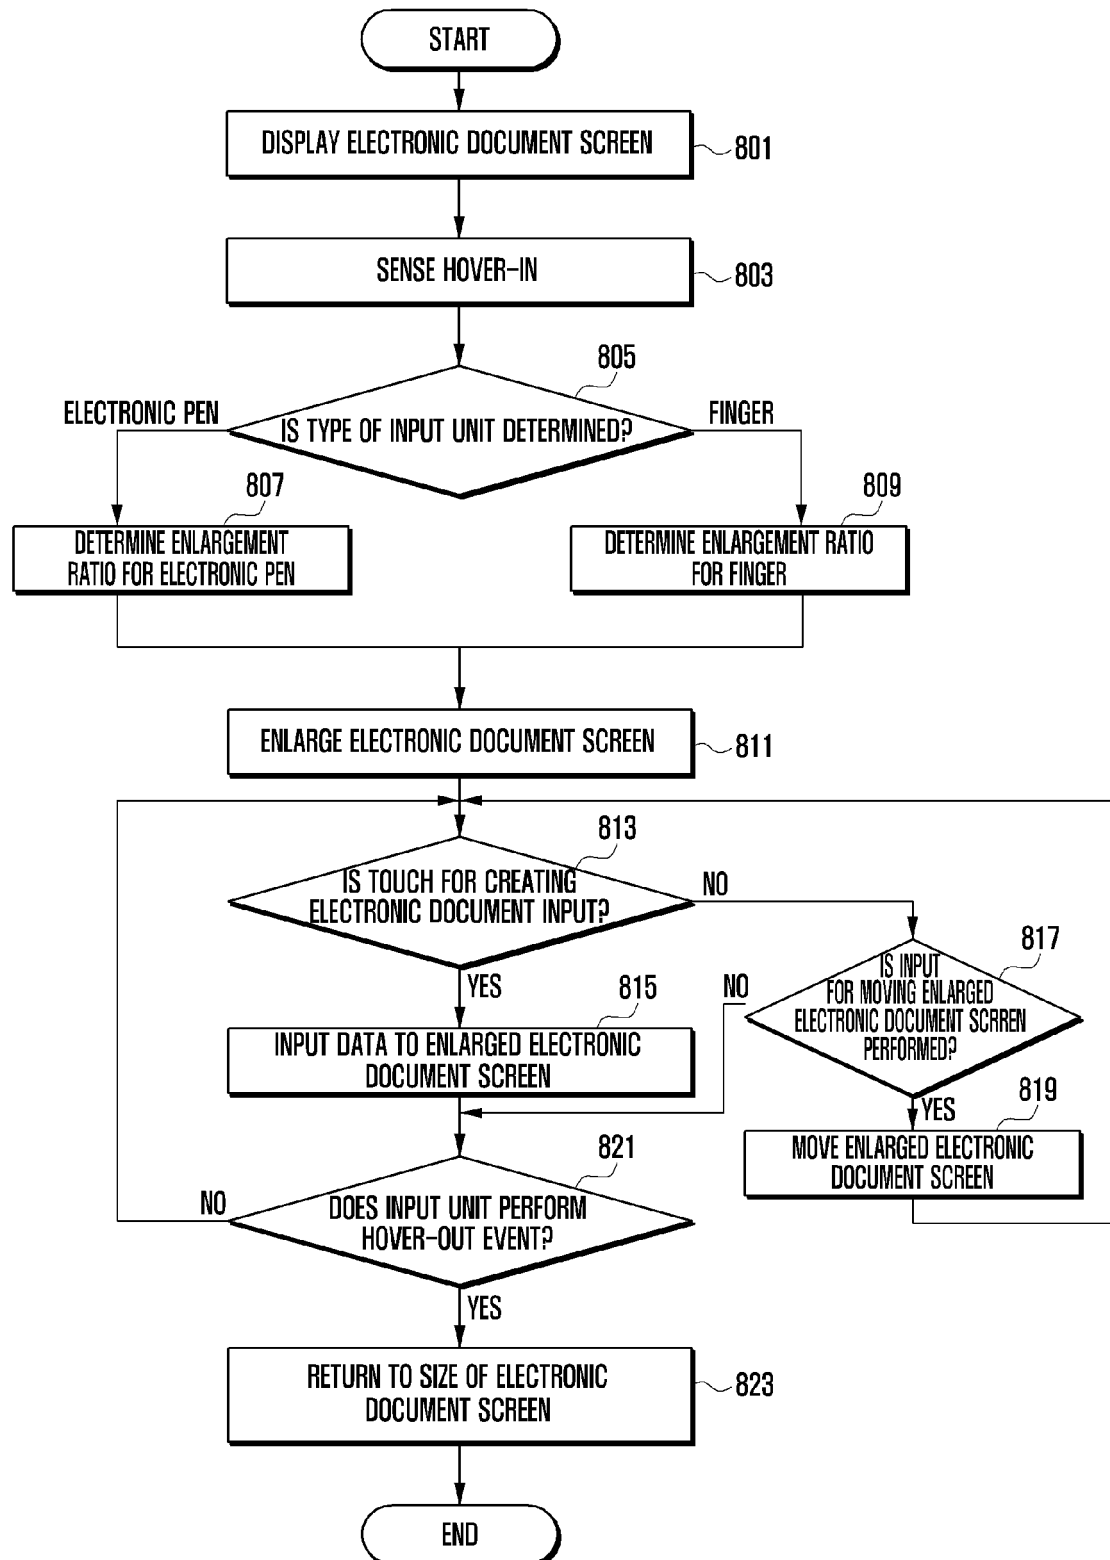 START
DISPLAY ELECTRONIC DOCUMENT SCREEN
801
SENSE HOVER-IN
803
805
ELECTRONIC PEN
FINGER
IS TYPE OF INPUT UNIT DETERMINED?
807
809
DETERMINE ENLARGEMENT
RATIO FOR ELECTRONIC PEN
DETERMINE ENLARGEMENT RATIO
FOR FINGER
ENLARGE ELECTRONIC DOCUMENT SCREEN
811
813
IS TOUCH FOR CREATING
ELECTRONIC DOCUMENT INPUT?
NO
YES
817
IS INPUT
FOR MOVING ENLARGED
ELECTRONIC DOCUMENT SCRREN
PERFORMED?
NO
YES
815
INPUT DATA TO ENLARGED ELECTRONIC
DOCUMENT SCREEN
819
MOVE ENLARGED ELECTRONIC
DOCUMENT SCREEN
821
DOES INPUT UNIT PERFORM
HOVER-OUT EVENT?
NO
YES
RETURN TO SIZE OF ELECTRONIC
DOCUMENT SCREEN
823
END